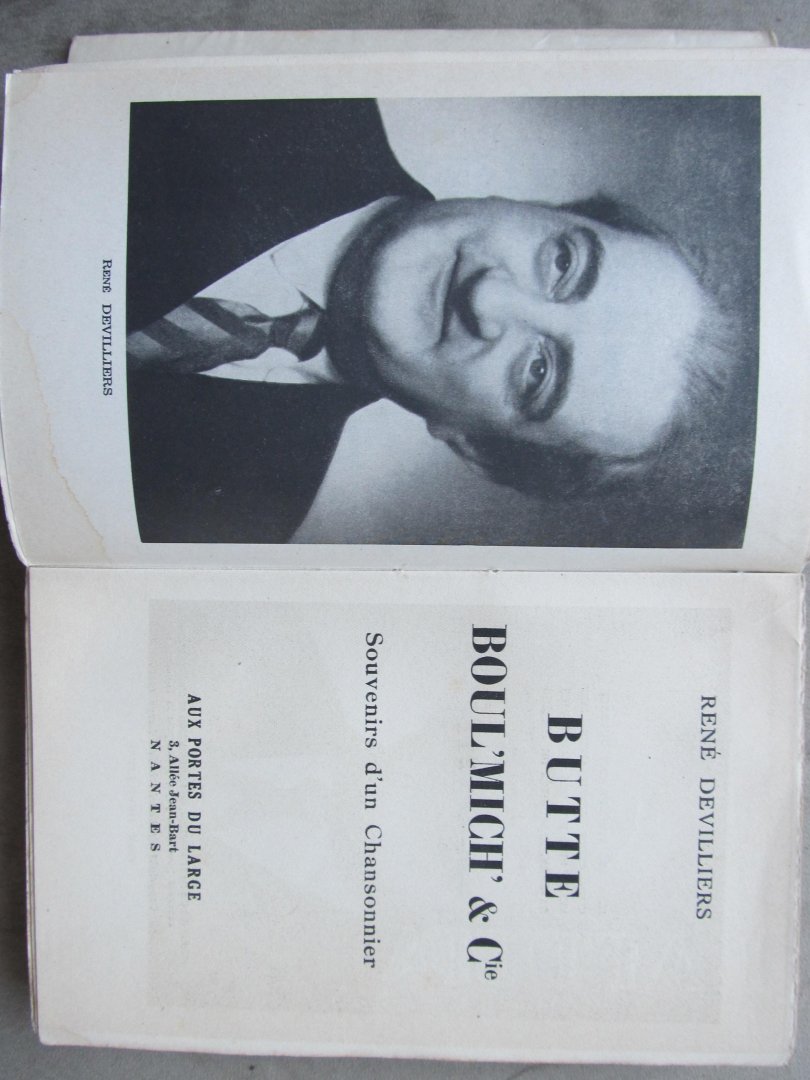 RENÉ DEVILLIERS
RENÉ DEVILLIERS
BUTTE
BOUL'MICH' & Cie
Souvenirs d'un Chansonnier
AUX PORTES DU LARGE
3, Allée Jean-Bart
NANTES